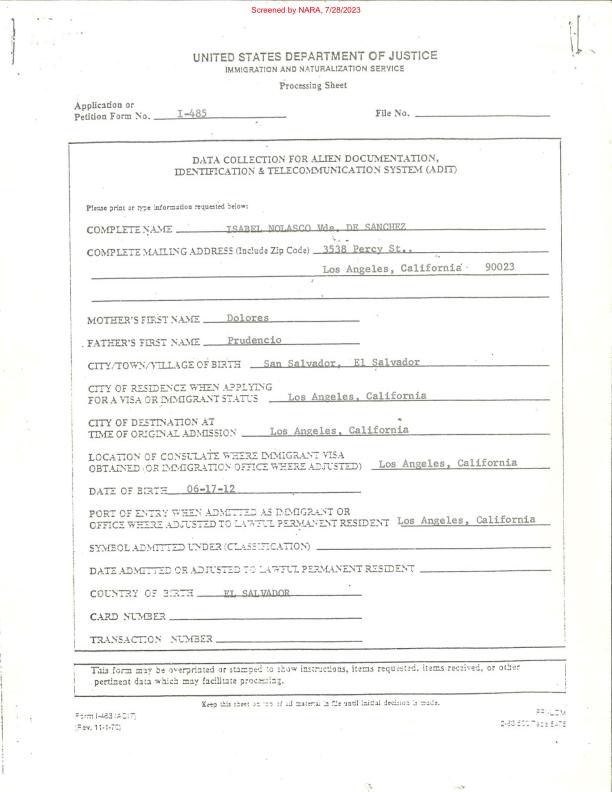 Screened by NARA, 7/28/2023
UNITED STATES DEPARTMENT OF JUSTICE
IMMIGRATION AND NATURALIZATION SERVICE
Processing Sheet
Application or
Petition Form No. I-485 File No.
DATA COLLECTION FOR ALIEN DOCUMENTATION,
IDENTIFICATION & TELECOMMUNICATION SYSTEM (ADIT)
Please print or type information requested below:
COMPLETE NAME ISABEL NOLASCO Vda. DE SANCHEZ
COMPLETE MAILING ADDRESS (Include Zip Code) 3538 Percy St.,
Los Angeles, California 90023
MOTHER'S FIRST NAME Dolores
FATHER'S FIRST NAME Prudencio
CITY/TOWN/VILLAGE OF BIRTH San Salvador, El Salvador
CITY OF RESIDENCE WHEN APPLYING
FOR A VISA OR IMMIGRANT STATUS Los Angeles, California
CITY OF DESTINATION AT
TIME OF ORIGINAL ADMISSION Los Angeles, California
LOCATION OF CONSULATE WHERE IMMIGRANT VISA
OBTAINED (OR IMMIGRATION OFFICE WHERE ADJUSTED) Los Angeles, California
DATE OF BIRTH 06-17-12
PORT OF ENTRY WHEN ADMITTED AS IMMIGRANT OR
OFFICE WHERE ADJUSTED TO LAWFUL PERMANENT RESIDENT Los Angeles, California
SYMBOL ADMITTED UNDER (CLASSIFICATION)
DATE ADMITTED OR ADJUSTED TO LAWFUL PERMANENT RESIDENT
COUNTRY OF BIRTH EL SALVADOR
CARD NUMBER
TRANSACTION NUMBER
This form may be overprinted or stamped to show instructions, items requested, items received, or other
pertinent data which may facilitate processing.
Keep this sheet on top of all material in file until initial decision is made.
(Rev. 11-1-76)